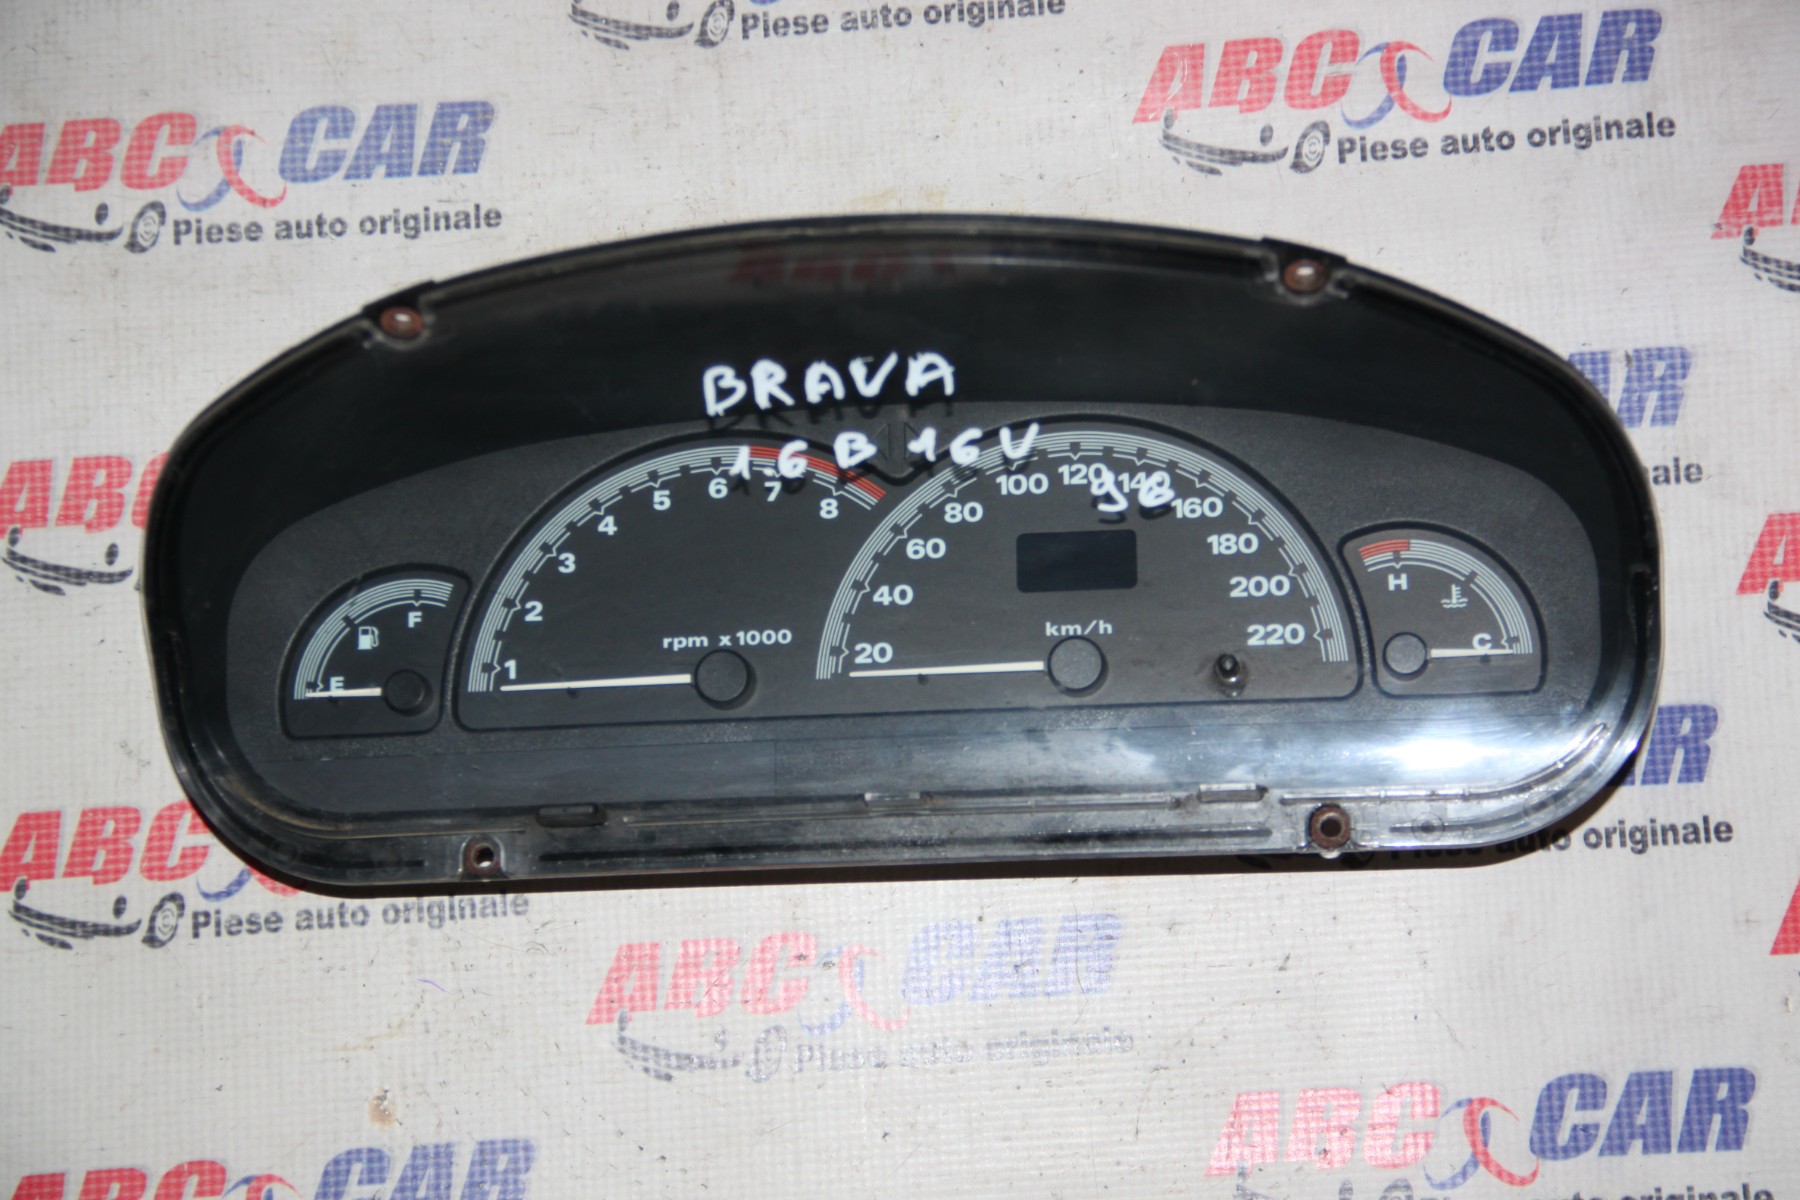 Piese auto originale
ABC CAR
Piese auto originale
ABC CAR
Piese auto originale
BRAVA
1.6 B 16V
1 2 3 4 5 6 7 8
rpm x 1000
20 40 60 80 100 120 140 160 180 200 220
km/h
E F
H C
ABC CAR
Piese auto originale
ABC CAR
Piese auto originale
ABC CAR
ABC CAR
Piese auto originale